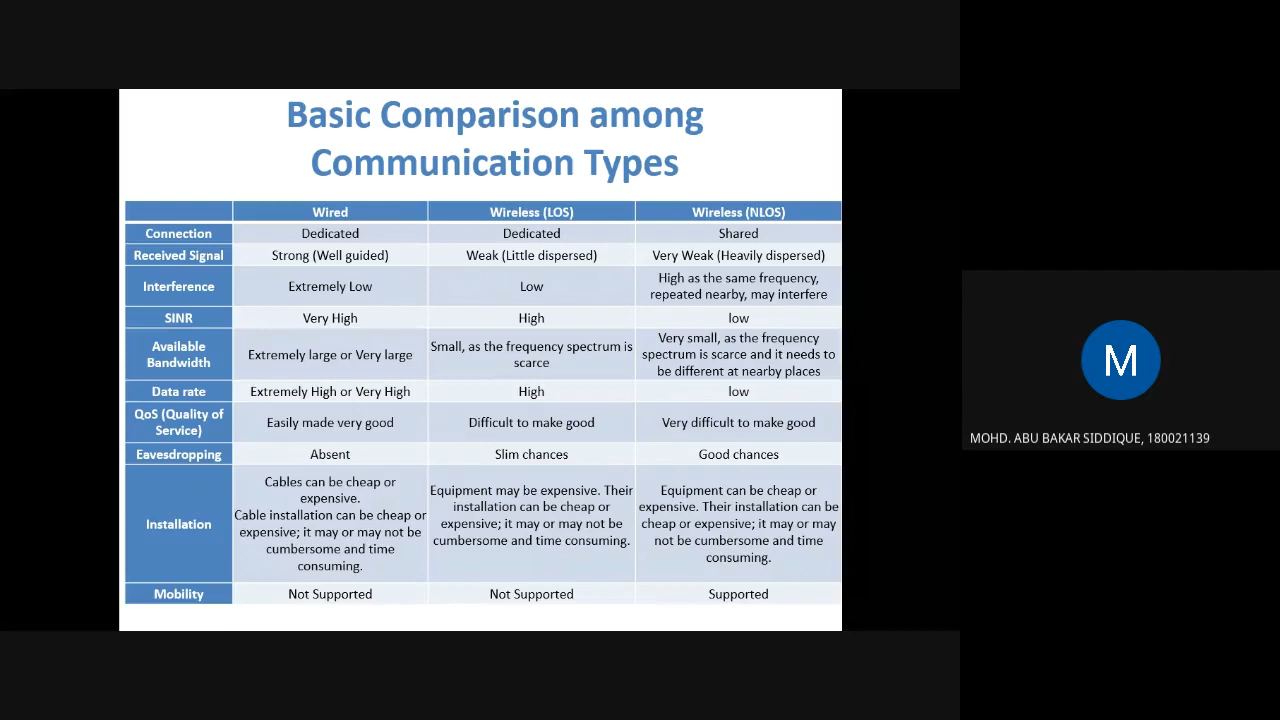 Basic Comparison among
Communication Types
Wired
Wireless (LOS)
Wireless (NLOS)
Connection
Dedicated
Dedicated
Shared
Received Signal
Strong (Well guided)
Weak (Little dispersed)
Very Weak (Heavily dispersed)
Interference
Extremely Low
Low
High as the same frequency,
repeated nearby, may interfere
SINR
Very High
High
low
Available
Bandwidth
Extremely large or Very large
Small, as the frequency spectrum is
scarce
Very small, as the frequency
spectrum is scarce and it needs to
be different at nearby places
Data rate
Extremely High or Very High
High
low
QoS (Quality of
Service)
Easily made very good
Difficult to make good
Very difficult to make good
Eavesdropping
Absent
Slim chances
Good chances
Installation
Cables can be cheap or
expensive.
Cable installation can be cheap or
expensive; it may or may not be
cumbersome and time
consuming.
Equipment may be expensive. Their
installation can be cheap or
expensive; it may or may not be
cumbersome and time consuming.
Equipment can be cheap or
expensive. Their installation can be
cheap or expensive; it may or may
not be cumbersome and time
consuming.
Mobility
Not Supported
Not Supported
Supported
M
MOHD. ABU BAKAR SIDDIQUE, 180021139